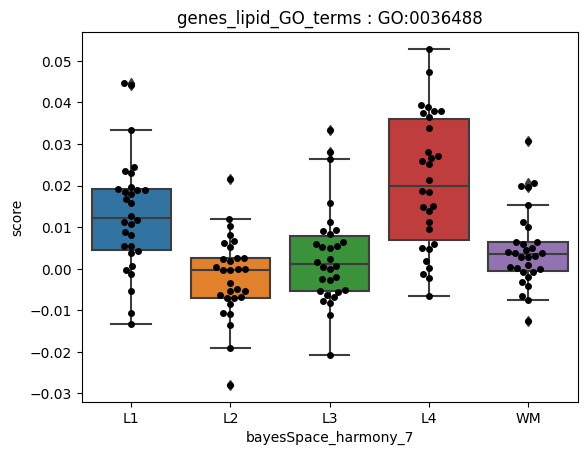 genes_lipid_GO_terms : GO:0036488
score
0.05
0.04
0.03
0.02
0.01
0.00
−0.01
−0.02
−0.03
L1 L2 L3 L4 WM
bayesSpace_harmony_7